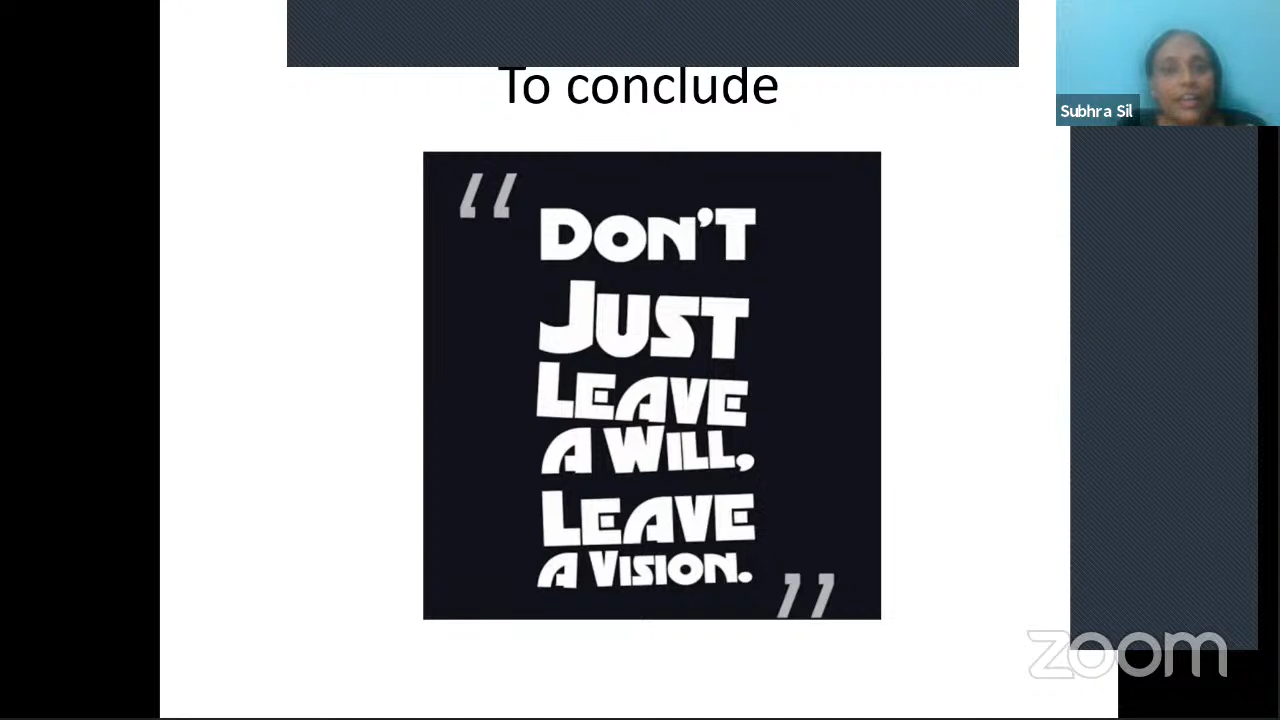 To conclude
Subhra Sil
“
DON’T
JUST
LEAVE
A WILL,
LEAVE
A VISION.
”
zoom